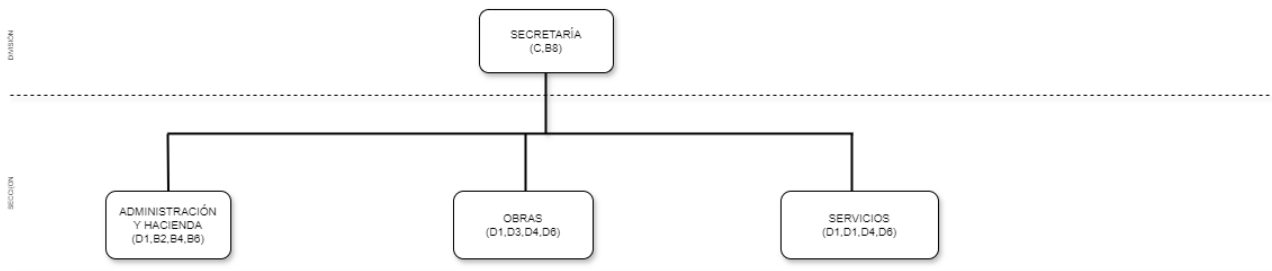 DIVISIÓN
SECRETARÍA
(C,B8)
SECCION
ADMINISTRACIÓN
Y HACIENDA
(D1,B2,B4,B6)
OBRAS
(D1,D3,D4,D6)
SERVICIOS
(D1,D1,D4,D6)